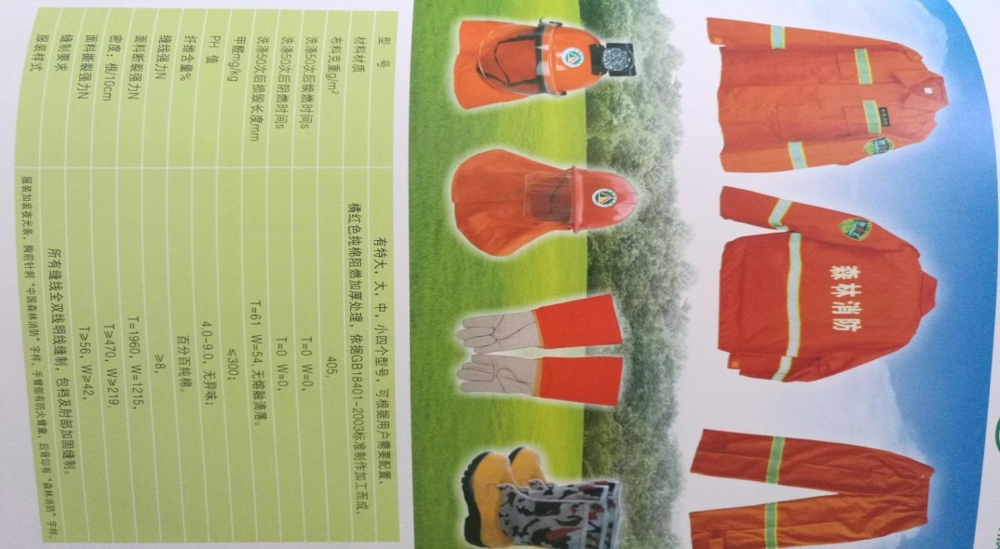 森林消防
型 号 有特大，大，中，小四个型号，可根据用户需要配置，
材料材质 橘红色纯棉阻燃加厚处理，依据GB18401-2003标准制作加工而成，
布料克重g/m² 405，
洗涤50次后续燃时间s T=0 W=0，
洗涤50次后阴燃时间s T=0 W=0，
洗涤50次后损毁长度mm T=61 W=54，无熔融滴落。
甲醛mg/kg ≤300；
PH 值 4.0-9.0，无异味；
纤维含量% 百分百纯棉。
缝线强力N ≥8，
面料断裂强力N T=1960，W=1215，
密度：根/10cm T≥470，W≥219，
面料撕裂强力N T≥56，W≥42，
缝制要求 所有缝线全双线明线缝制，包裆及肘部加固缝制。
服装样式 服装加装夜光条，胸前针刺“中国森林消防”字样，手臂部有防火臂章，后背印有“森林消防”字样。